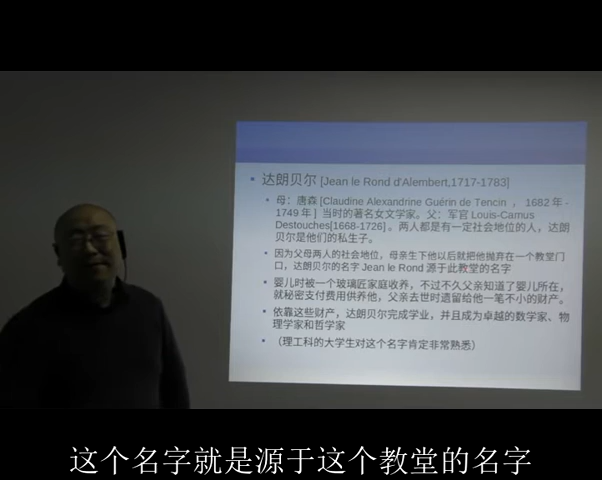 达朗贝尔 [Jean le Rond d'Alembert,1717-1783]
母：唐森 [Claudine Alexandrine Guérin de Tencin ，1682 年 -
1749 年 ] 当时的著名女文学家。父：军官 Louis-Camus
Destouches[1668-1726] 。两人都是有一定社会地位的人，达朗
贝尔是他们的私生子。
因为父母两人的社会地位，母亲生下他以后就把他抛弃在一个教堂门
口，达朗贝尔的名字 Jean le Rond 源于此教堂的名字
婴儿时被一个玻璃匠家庭收养，不过不久父亲知道了婴儿所在，
就秘密支付费用供养他，父亲去世时遗留给他一笔不小的财产。
依靠这些财产，达朗贝尔完成学业，并且成为卓越的数学家、物
理学家和哲学家
（理工科的大学生对这个名字肯定非常熟悉）
这个名字就是源于这个教堂的名字